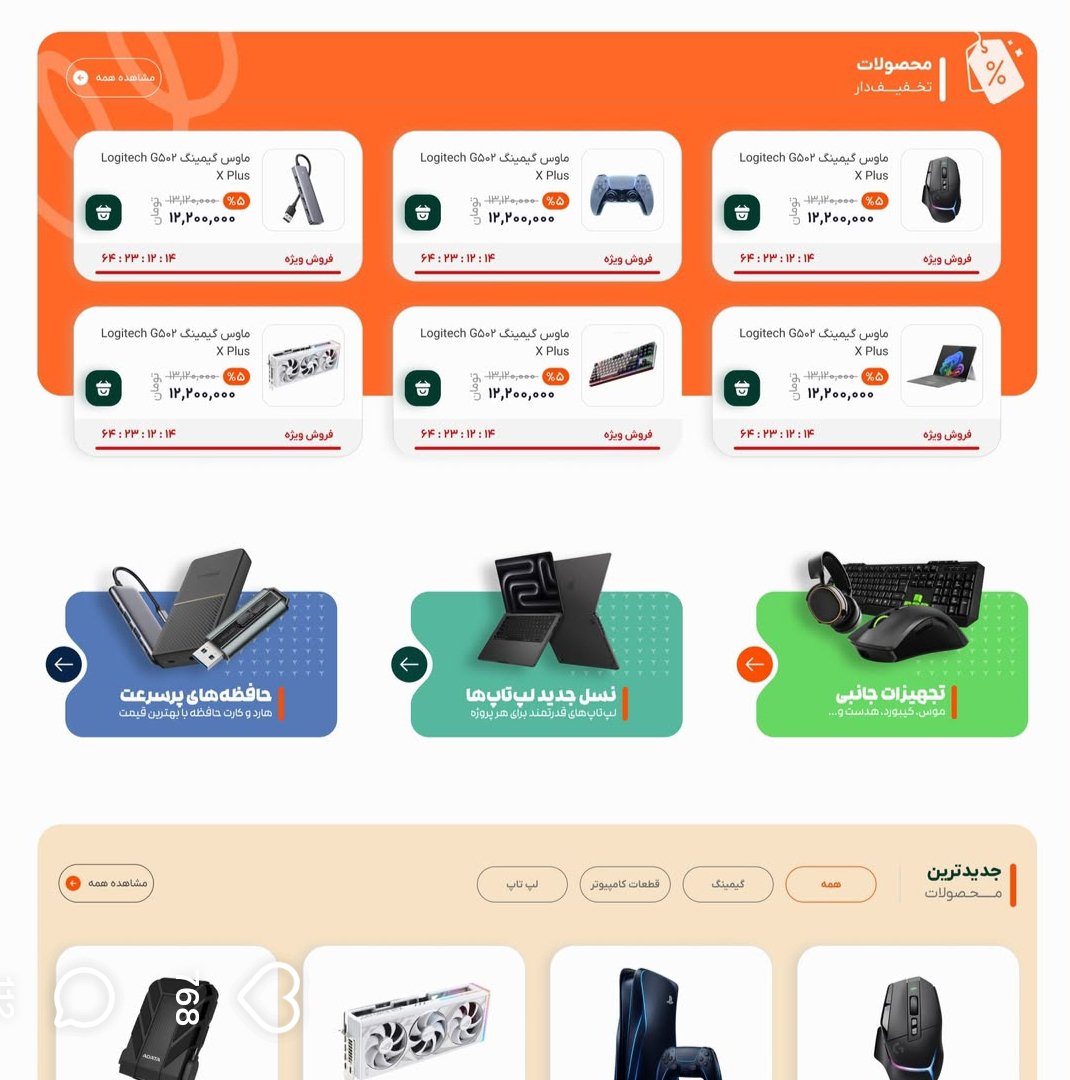 محصولات
تخفیـــف‌دار
مشاهده همه
ماوس گیمینگ Logitech G۵۰۲
X Plus
%۵
۱۳,۱۲۰,۰۰۰
۱۲,۲۰۰,۰۰۰
تومان
فروش ویژه
۶۴ : ۲۳ : ۱۲ : ۱۴
ماوس گیمینگ Logitech G۵۰۲
X Plus
%۵
۱۳,۱۲۰,۰۰۰
۱۲,۲۰۰,۰۰۰
تومان
فروش ویژه
۶۴ : ۲۳ : ۱۲ : ۱۴
ماوس گیمینگ Logitech G۵۰۲
X Plus
%۵
۱۳,۱۲۰,۰۰۰
۱۲,۲۰۰,۰۰۰
تومان
فروش ویژه
۶۴ : ۲۳ : ۱۲ : ۱۴
ماوس گیمینگ Logitech G۵۰۲
X Plus
%۵
۱۳,۱۲۰,۰۰۰
۱۲,۲۰۰,۰۰۰
تومان
فروش ویژه
۶۴ : ۲۳ : ۱۲ : ۱۴
ماوس گیمینگ Logitech G۵۰۲
X Plus
%۵
۱۳,۱۲۰,۰۰۰
۱۲,۲۰۰,۰۰۰
تومان
فروش ویژه
۶۴ : ۲۳ : ۱۲ : ۱۴
ماوس گیمینگ Logitech G۵۰۲
X Plus
%۵
۱۳,۱۲۰,۰۰۰
۱۲,۲۰۰,۰۰۰
تومان
فروش ویژه
۶۴ : ۲۳ : ۱۲ : ۱۴
تجهیزات جانبی
موس، کیبورد، هدست و...
نسل جدید لپ‌تاپ‌ها
لپ‌تاپ‌های قدرتمند برای هر پروژه
حافظه‌های پرسرعت
هارد و کارت حافظه با بهترین قیمت
جدیدترین
مـــحـصولات
همه
گیمینگ
قطعات کامپیوتر
لپ تاپ
مشاهده همه
ADATA
768